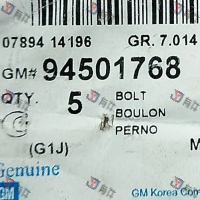 07894 14196 GR. 7.014
GM# 94501768
QTY. 5 BOLT
BOULON
PERNO
(G1J) M
Genuine
GM GM Korea Com